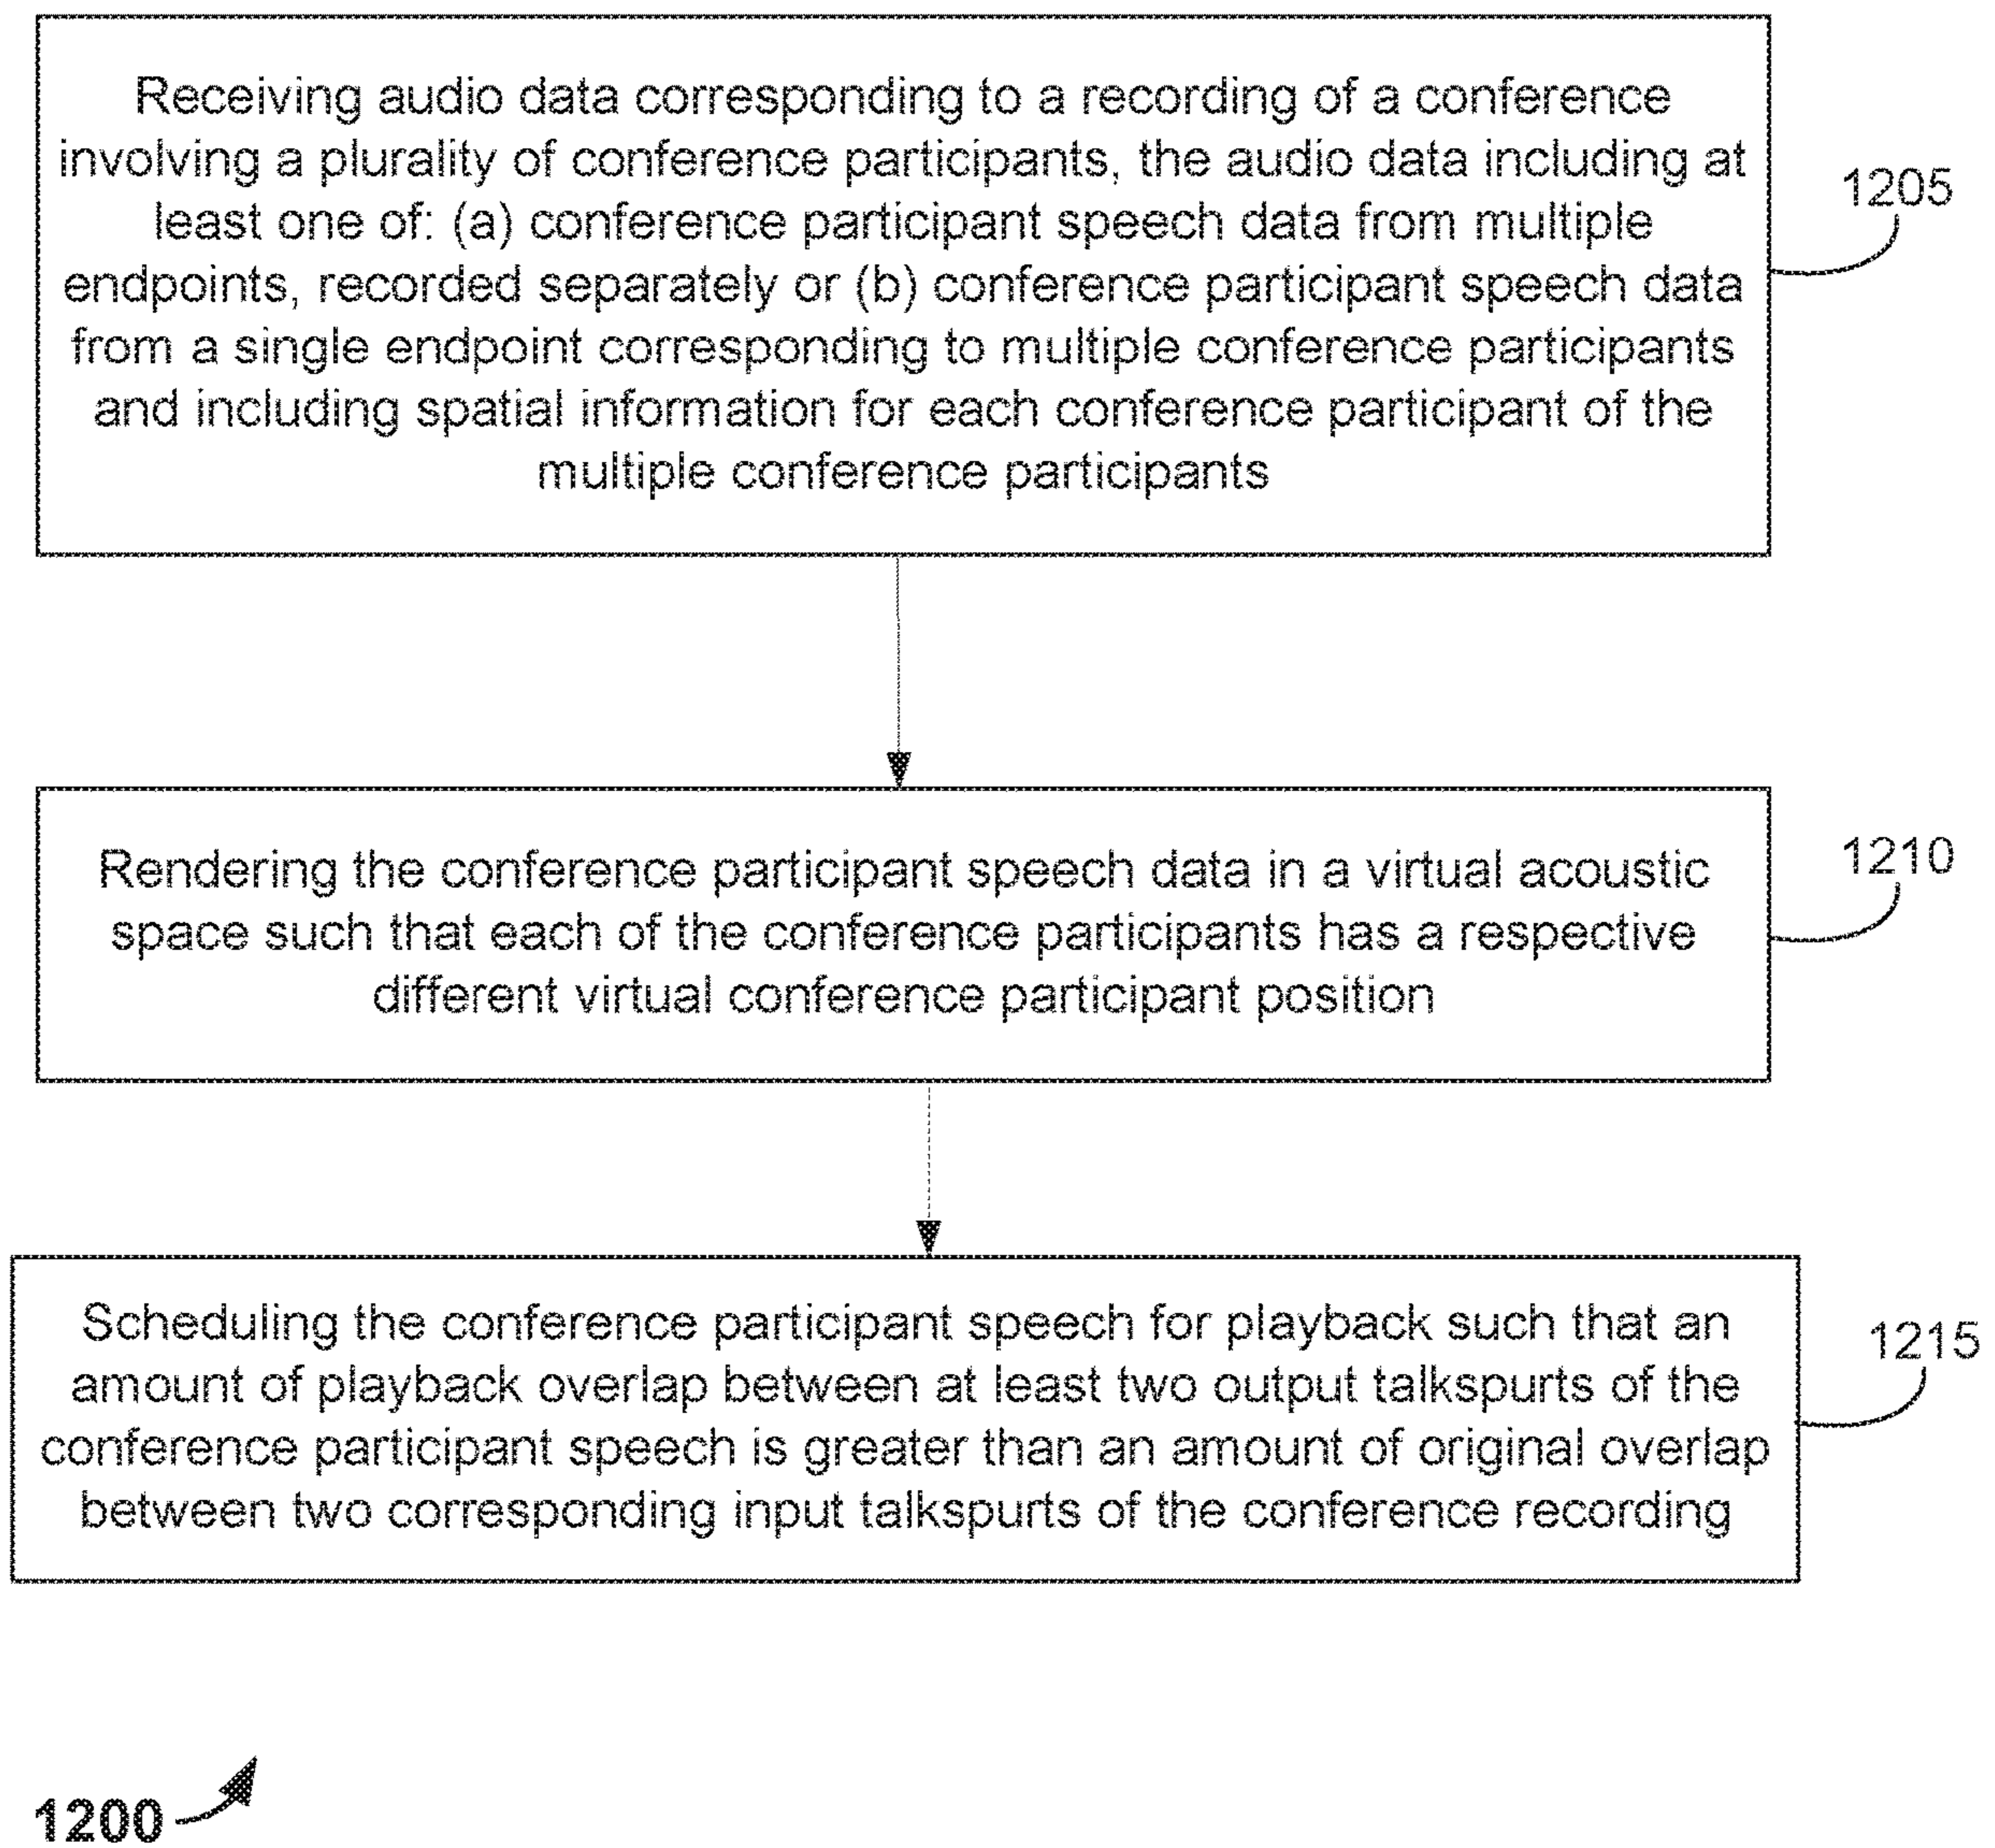 Receiving audio data corresponding to a recording of a conference
involving a plurality of conference participants, the audio data including at
least one of: (a) conference participant speech data from multiple
endpoints, recorded separately or (b) conference participant speech data
from a single endpoint corresponding to multiple conference participants
and including spatial information for each conference participant of the
multiple conference participants
1205
Rendering the conference participant speech data in a virtual acoustic
space such that each of the conference participants has a respective
different virtual conference participant position
1210
Scheduling the conference participant speech for playback such that an
amount of playback overlap between at least two output talkspurts of the
conference participant speech is greater than an amount of original overlap
between two corresponding input talkspurts of the conference recording
1215
1200